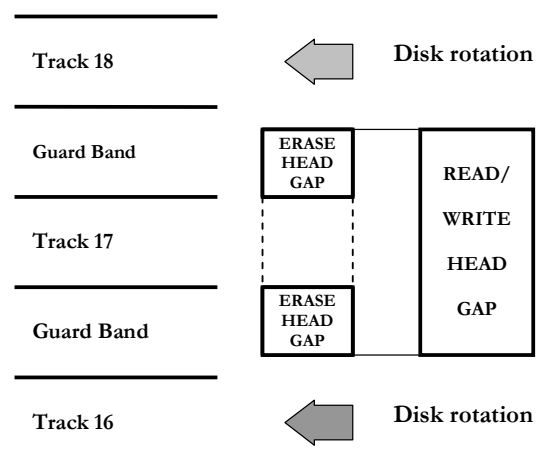 Track 18
Disk rotation
Guard Band
ERASE
HEAD
GAP
READ/
WRITE
HEAD
GAP
Track 17
Guard Band
ERASE
HEAD
GAP
Track 16
Disk rotation